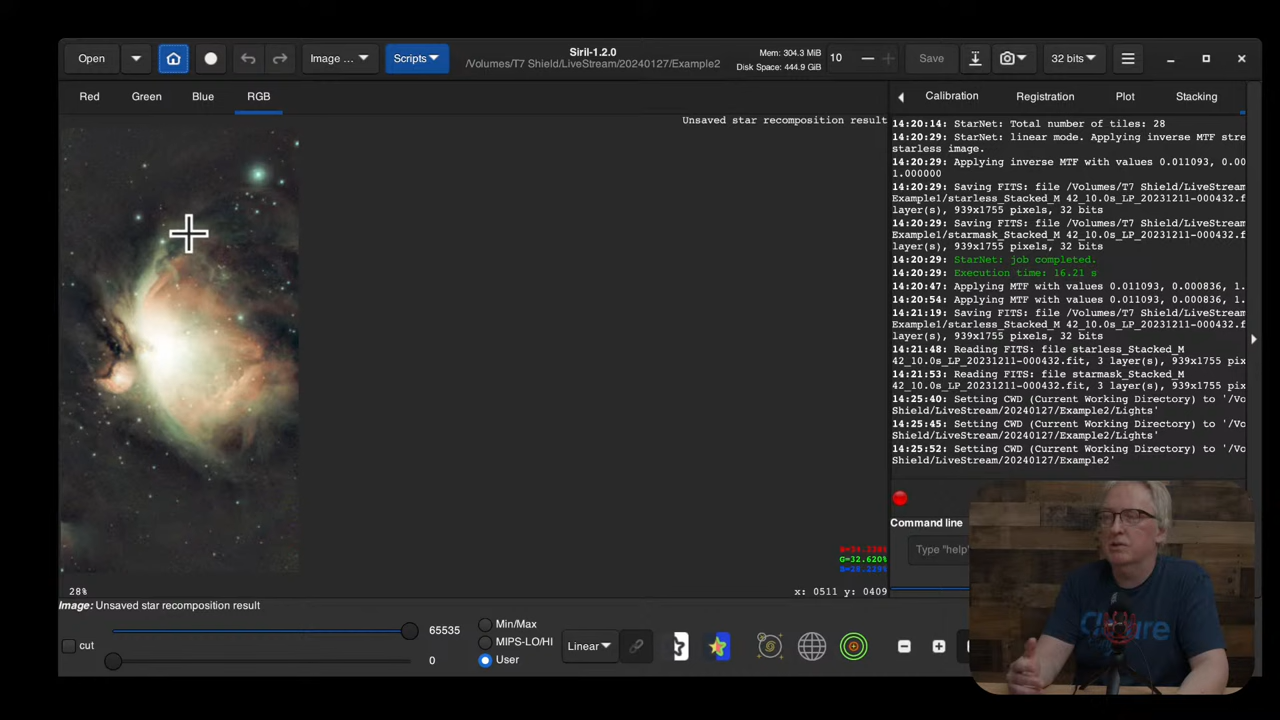 Open
Image ...
Scripts
Siril-1.2.0
/Volumes/T7 Shield/LiveStream/20240127/Example2
Mem: 304.3 MiB
Disk Space: 444.9 GiB
10
Save
32 bits
Red
Green
Blue
RGB
Calibration
Registration
Plot
Stacking
Unsaved star recomposition result
14:20:14: StarNet: Total number of tiles: 28
14:20:29: StarNet: linear mode. Applying inverse MTF stre
starless image.
14:20:29: Applying inverse MTF with values 0.011093, 0.00
1.000000
14:20:29: Saving FITS: file /Volumes/T7 Shield/LiveStream
Example1/starless_Stacked_M 42_10.0s_LP_20231211-000432.f
layer(s), 939x1755 pixels, 32 bits
14:20:29: Saving FITS: file /Volumes/T7 Shield/LiveStream
Example1/starmask_Stacked_M 42_10.0s_LP_20231211-000432.f
layer(s), 939x1755 pixels, 32 bits
14:20:29: StarNet: job completed.
14:20:29: Execution time: 16.21 s
14:20:47: Applying MTF with values 0.011093, 0.000836, 1.
14:20:54: Applying MTF with values 0.011093, 0.000836, 1.
14:21:19: Saving FITS: file /Volumes/T7 Shield/LiveStream
Example1/starless_Stacked_M 42_10.0s_LP_20231211-000432.f
layer(s), 939x1755 pixels, 32 bits
14:21:48: Reading FITS: file starless_Stacked_M
42_10.0s_LP_20231211-000432.fit, 3 layer(s), 939x1755 pix
14:21:53: Reading FITS: file starmask_Stacked_M
42_10.0s_LP_20231211-000432.fit, 3 layer(s), 939x1755 pix
14:25:40: Setting CWD (Current Working Directory) to '/Vo
Shield/LiveStream/20240127/Example2/Lights'
14:25:45: Setting CWD (Current Working Directory) to '/Vo
Shield/LiveStream/20240127/Example2/Lights'
14:25:52: Setting CWD (Current Working Directory) to '/Vo
Shield/LiveStream/20240127/Example2'
Command line
Type "help"
G=32.620%
28%
x: 0511 y: 0409
Image: Unsaved star recomposition result
cut
65535
0
Min/Max
MIPS-LO/HI
User
Linear